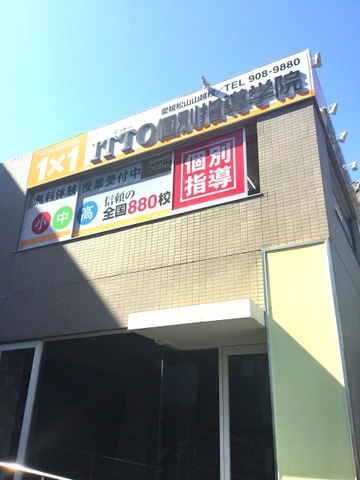 愛媛松山山越校/TEL 908-9880
1×1 ITTO個別指導学院
無料体験 授業受付中
小 中 高 信頼の全国880校
個別
指導